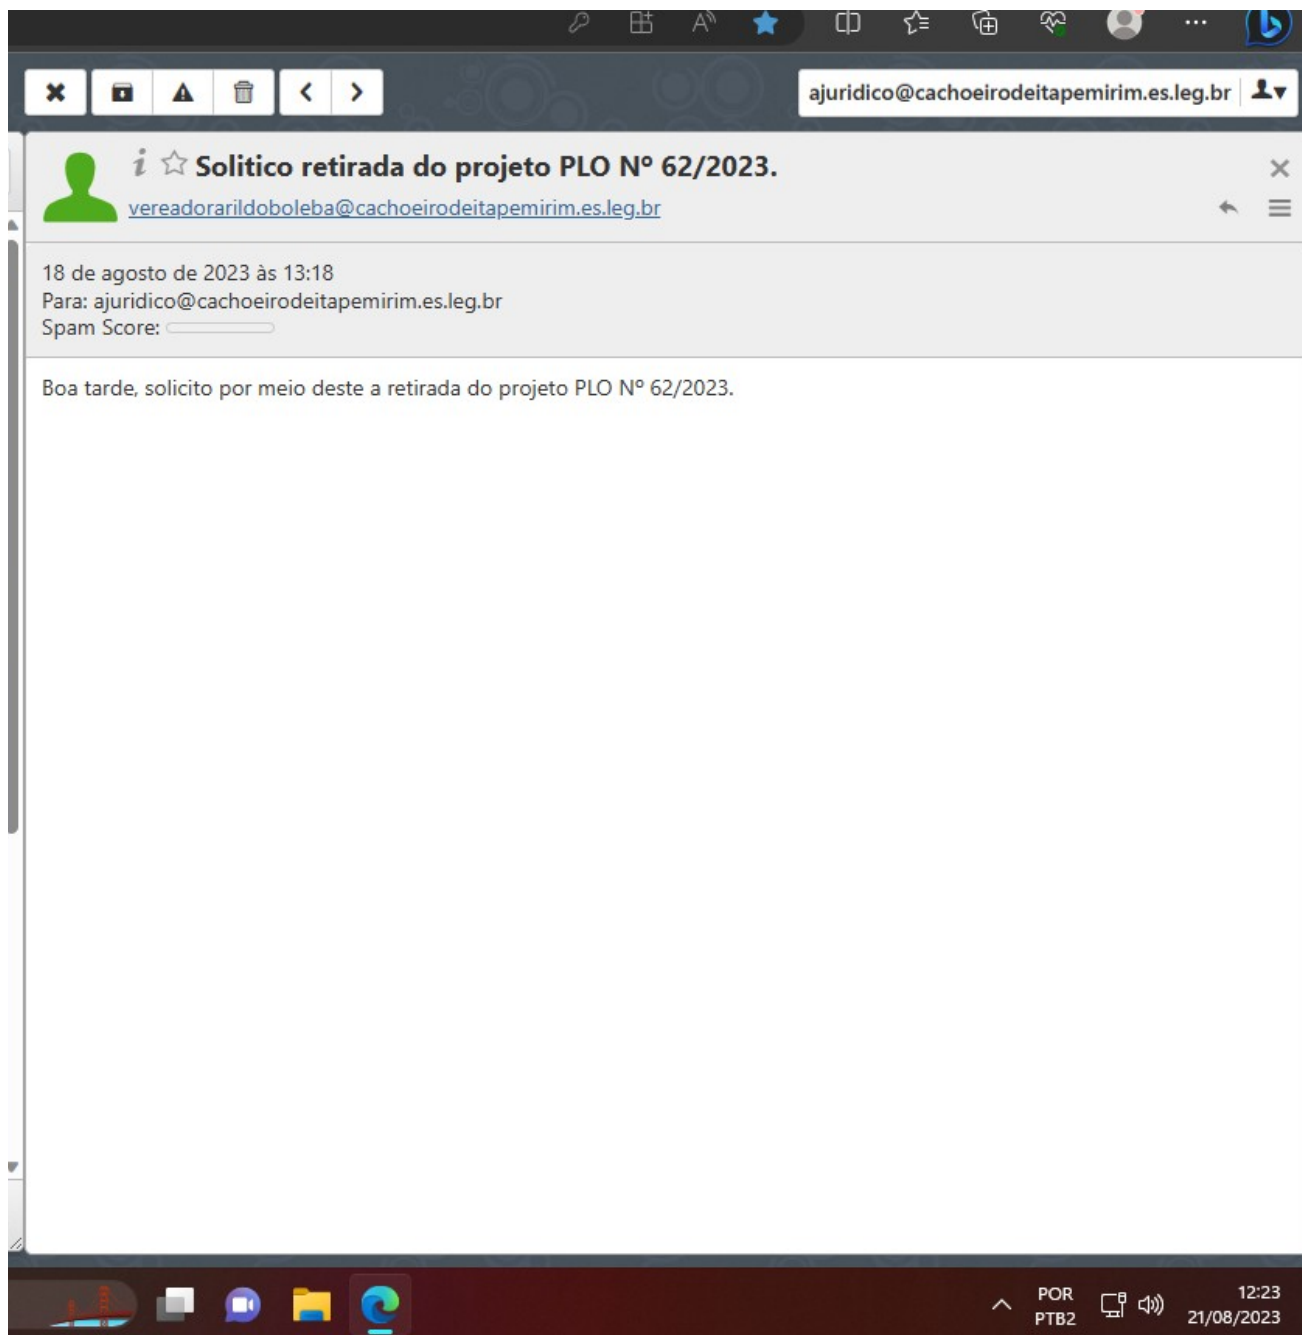 ajuridico@cachoeirodeitapemirim.es.leg.br
Solitico retirada do projeto PLO Nº 62/2023.
vereadorarildoboleba@cachoeirodeitapemirim.es.leg.br
18 de agosto de 2023 às 13:18
Para: ajuridico@cachoeirodeitapemirim.es.leg.br
Spam Score:
Boa tarde, solicito por meio deste a retirada do projeto PLO Nº 62/2023.
POR
PTB2
12:23
21/08/2023